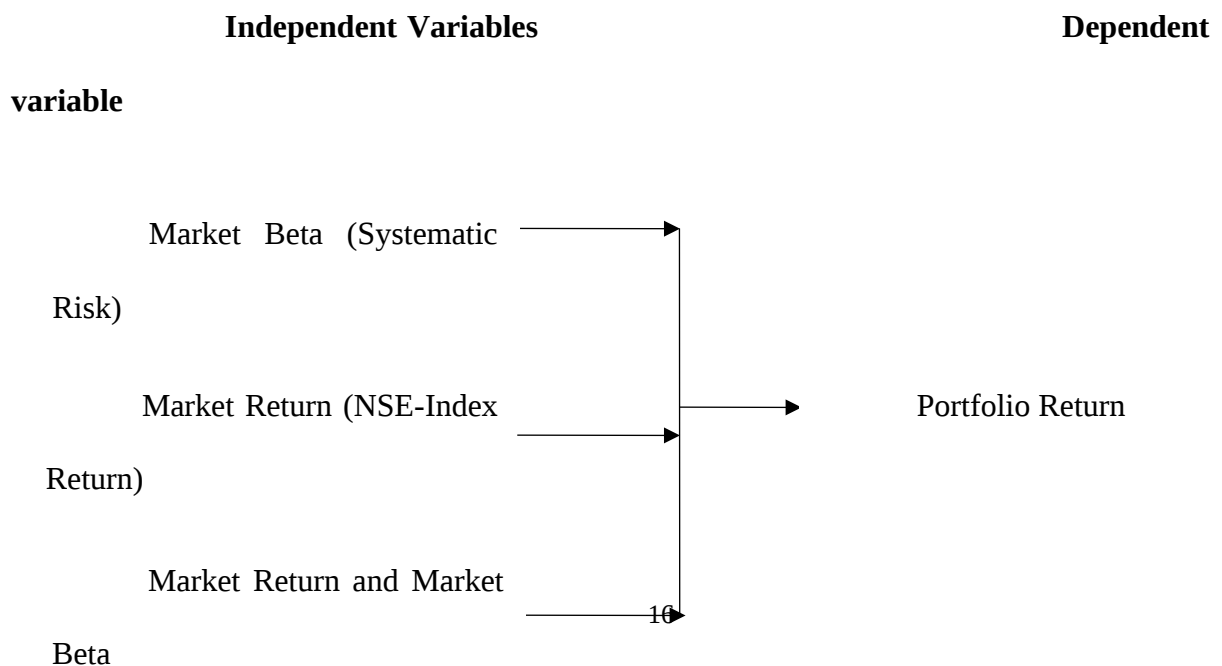 Independent Variables Dependent
variable
Market Beta (Systematic
Risk)
Market Return (NSE-Index
Portfolio Return
Return)
Market Return and Market
16
Beta